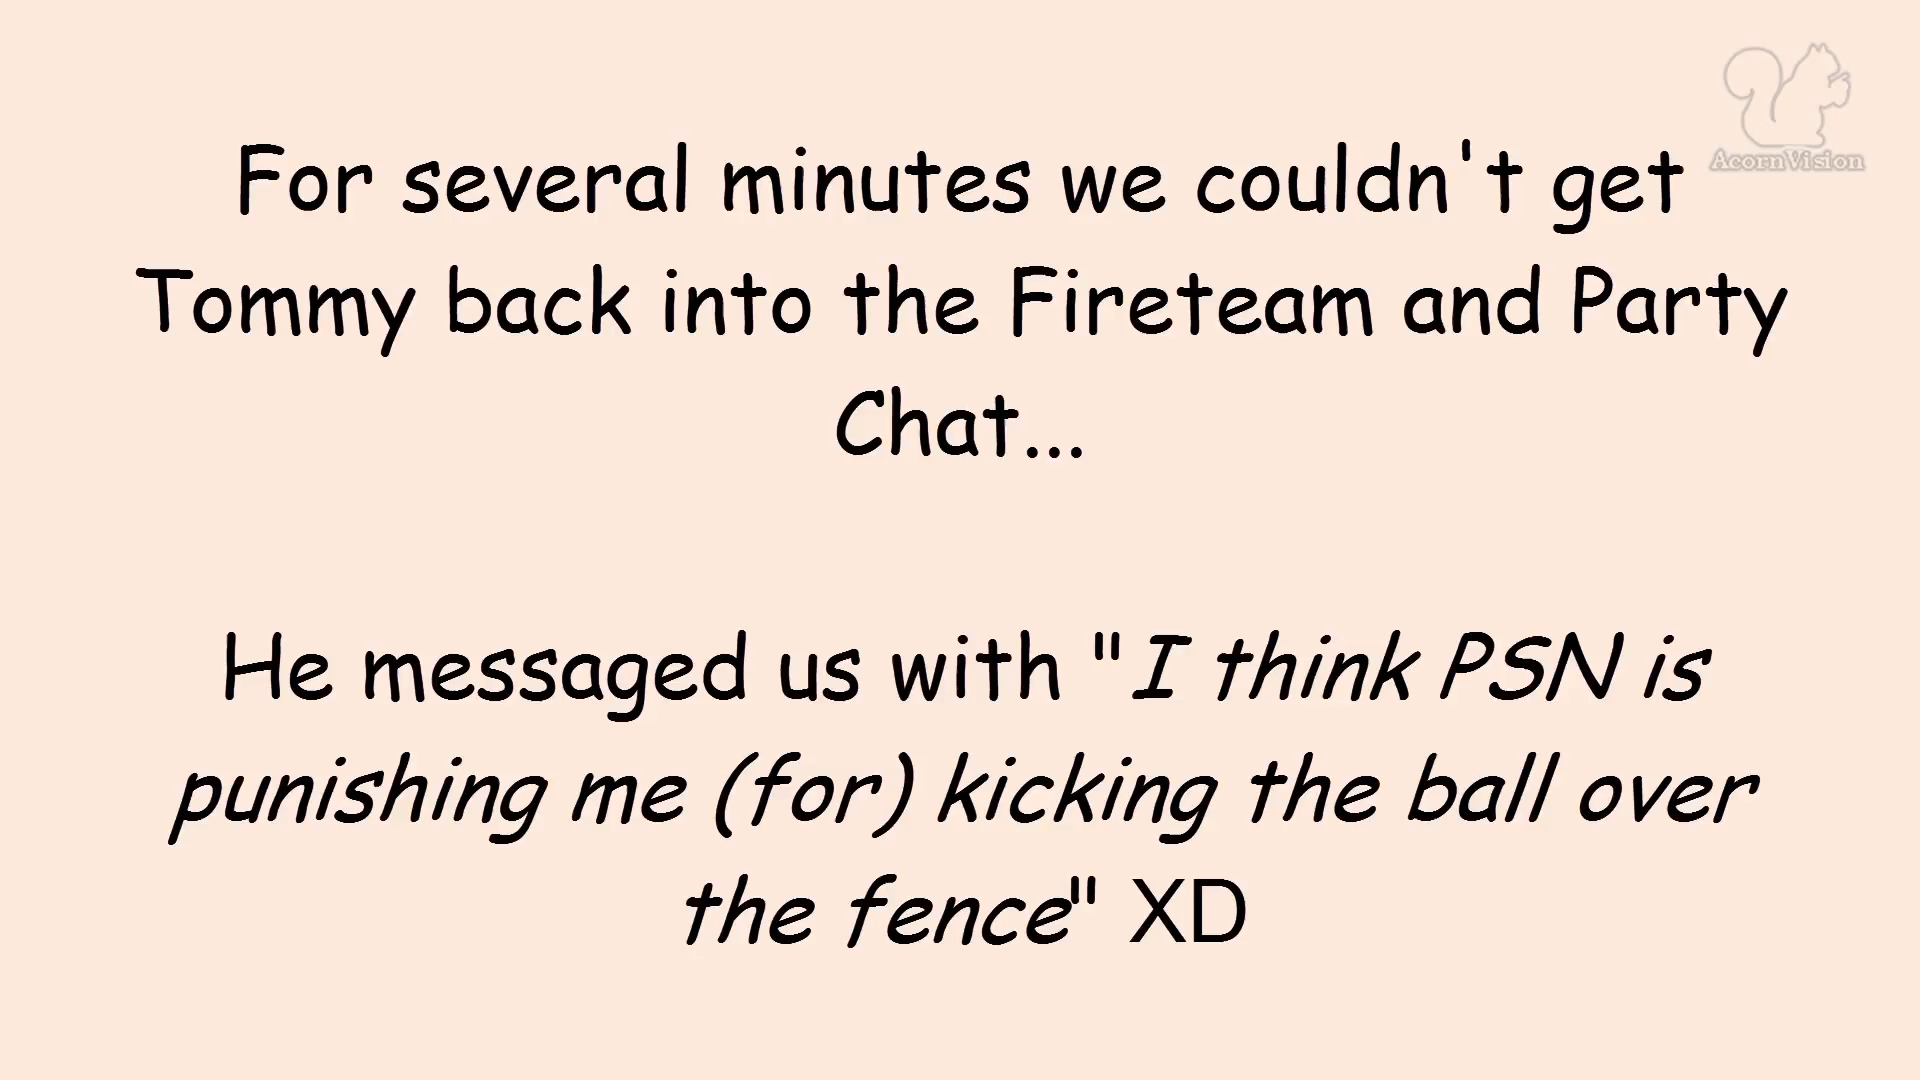 AcornVision
For several minutes we couldn't get
Tommy back into the Fireteam and Party
Chat...
He messaged us with "I think PSN is
punishing me (for) kicking the ball over
the fence" XD